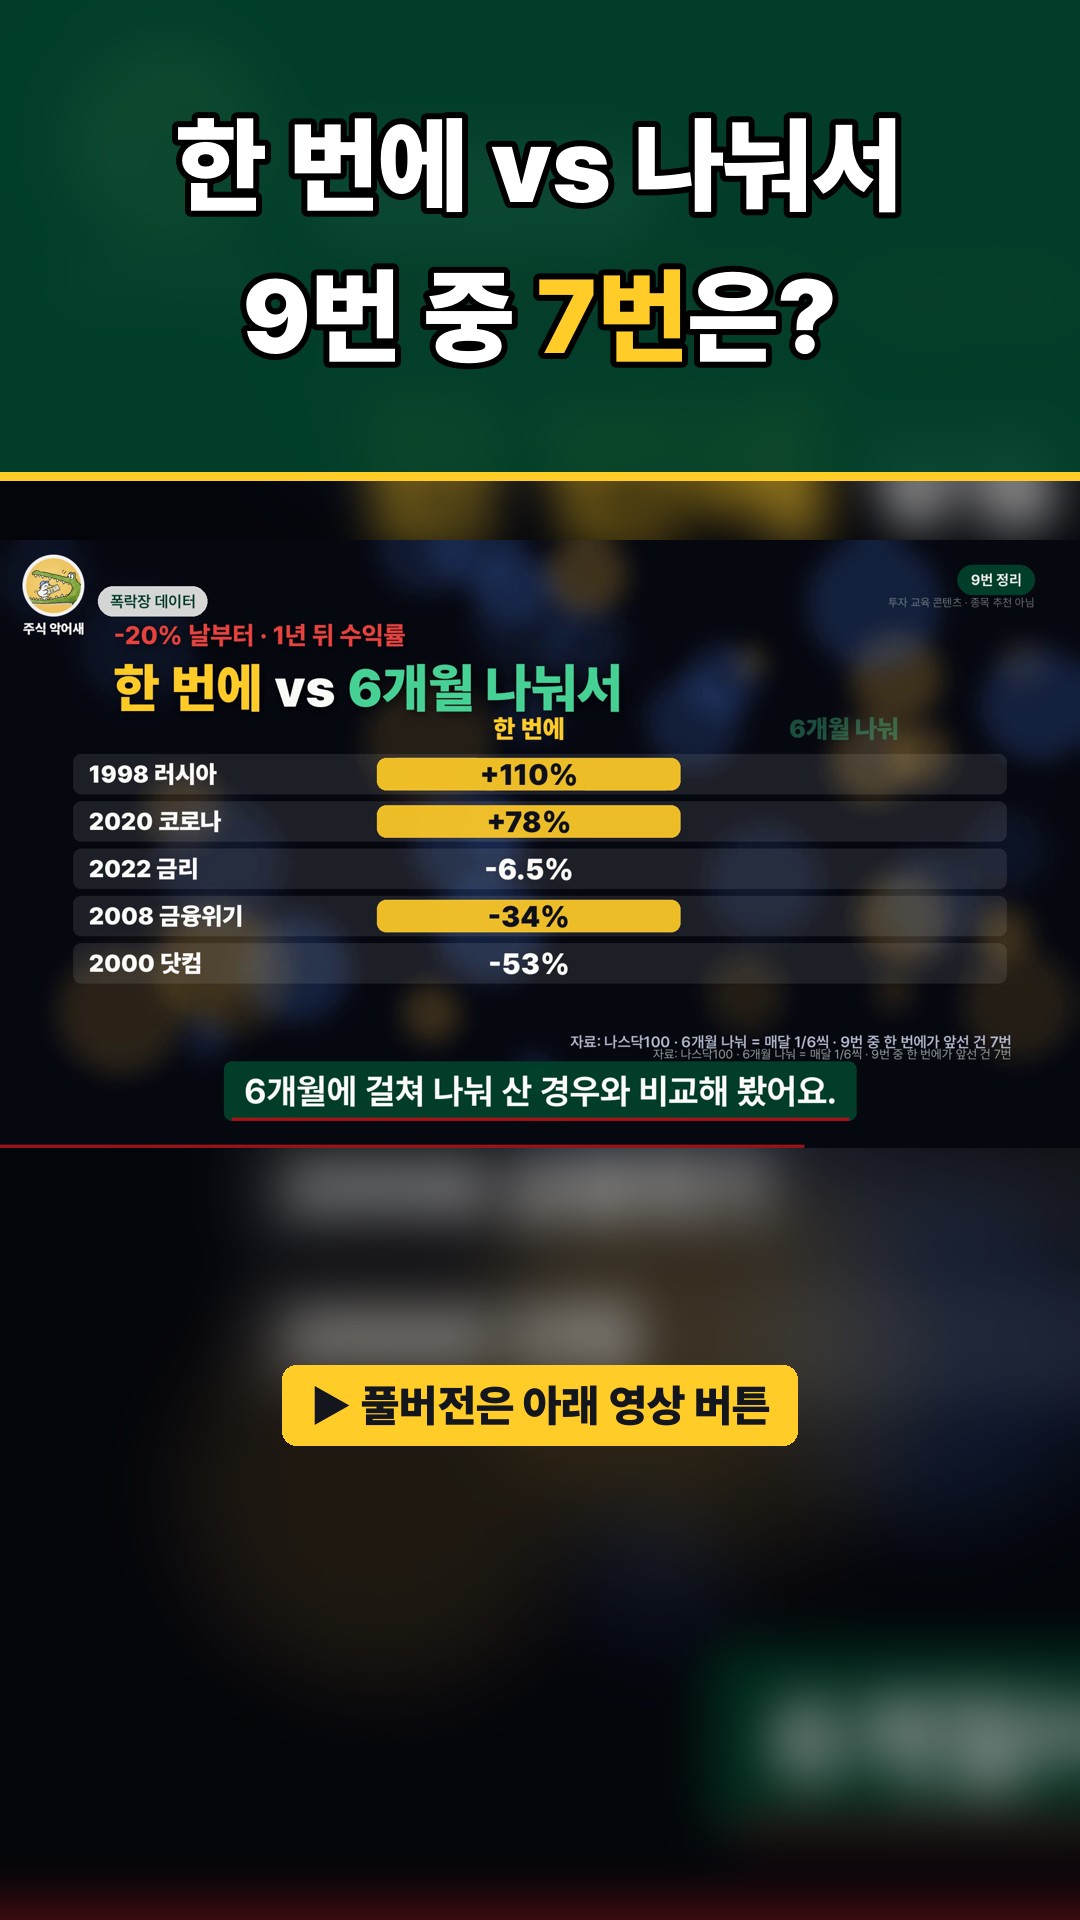 한 번에 vs 나눠서
9번 중 7번은?
주식 악어새
폭락장 데이터
9번 정리
투자 교육 콘텐츠 · 종목 추천 아님
-20% 날부터 · 1년 뒤 수익률
한 번에 vs 6개월 나눠서
한 번에 6개월 나눠
1998 러시아 +110%
2020 코로나 +78%
2022 금리 -6.5%
2008 금융위기 -34%
2000 닷컴 -53%
자료: 나스닥100 · 6개월 나눠 = 매달 1/6씩 · 9번 중 한 번에가 앞선 건 7번
자료: 나스닥100 · 6개월 나눠 = 매달 1/6씩 · 9번 중 한 번에가 앞선 건 7번
6개월에 걸쳐 나눠 산 경우와 비교해 봤어요.
▶ 풀버전은 아래 영상 버튼